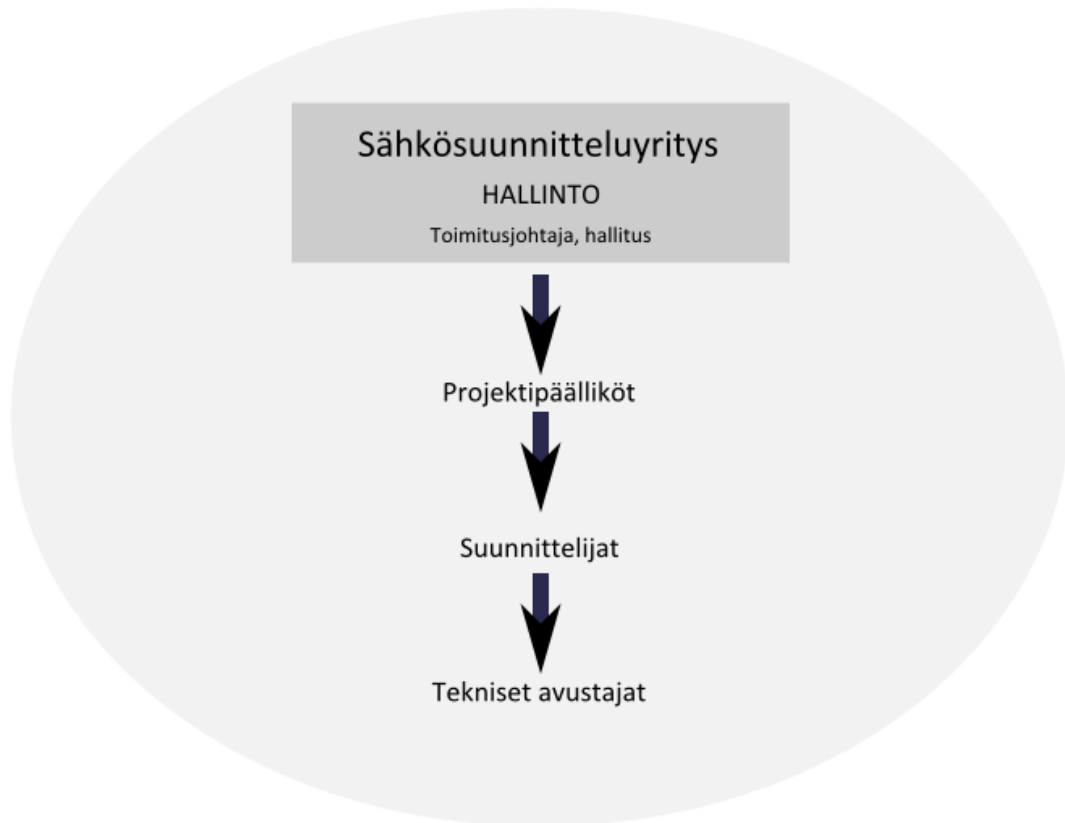 Sähkösuunnitteluyritys
HALLINTO
Toimitusjohtaja, hallitus
Projektipäälliköt
Suunnittelijat
Tekniset avustajat